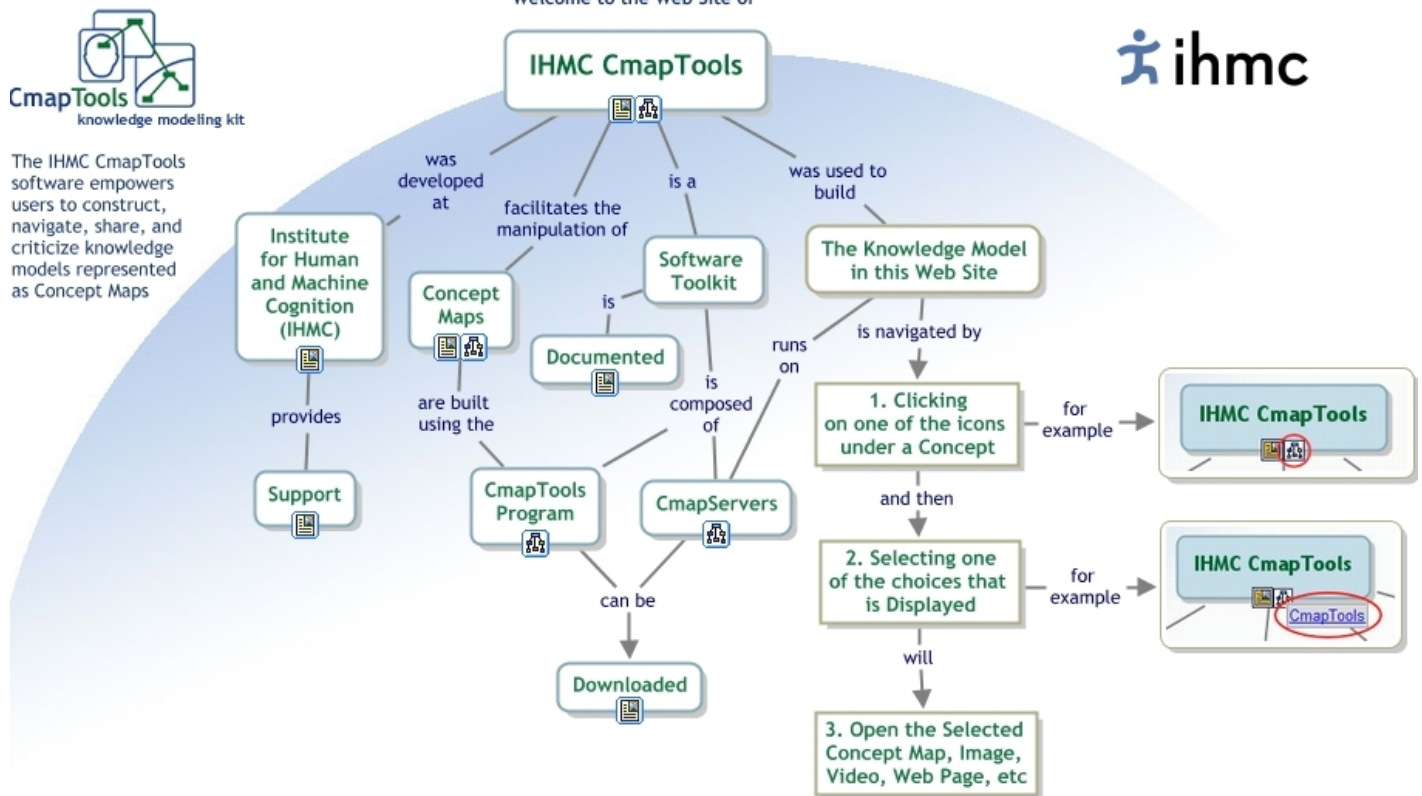 Welcome to the Web Site of
IHMC CmapTools
ihmc
CmapTools
knowledge modeling kit
The IHMC CmapTools
software empowers
users to construct,
navigate, share, and
criticize knowledge
models represented
as Concept Maps
was
developed
at
facilitates the
manipulation of
is a
was used to
build
Institute
for Human
and Machine
Cognition
(IHMC)
Concept
Maps
Software
Toolkit
The Knowledge Model
in this Web Site
is
Documented
runs
on
is navigated by
provides
are built
using the
is
composed
of
1. Clicking
on one of the icons
under a Concept
for
example
IHMC CmapTools
Support
CmapTools
Program
CmapServers
and then
can be
2. Selecting one
of the choices that
is Displayed
for
example
IHMC CmapTools
CmapTools
Downloaded
will
3. Open the Selected
Concept Map, Image,
Video, Web Page, etc